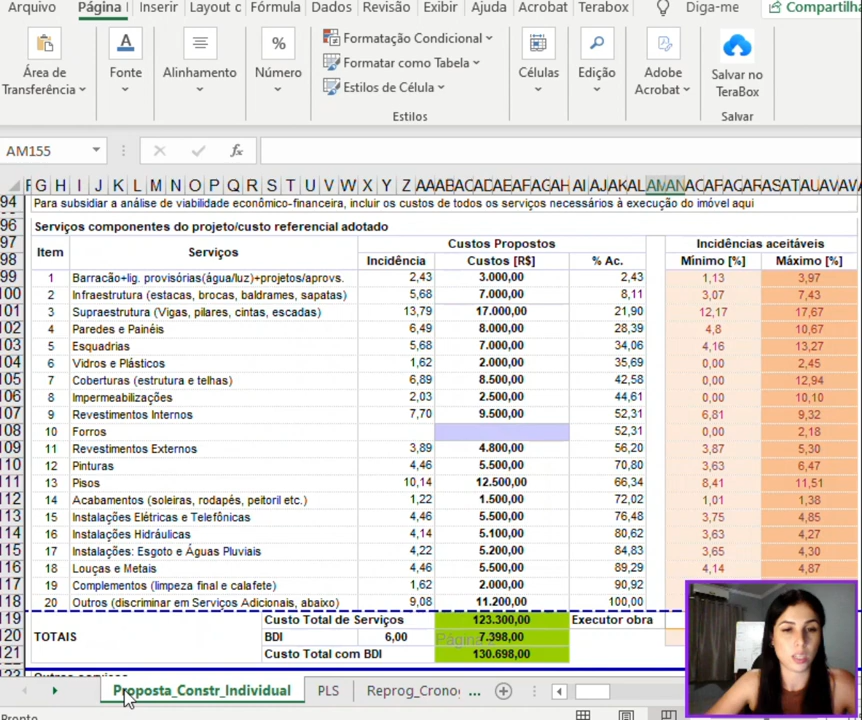 Arquivo Página I Inserir Layout c Fórmula Dados Revisão Exibir Ajuda Acrobat Terabox Diga-me Compartilha
Área de Transferência
Fonte
Alinhamento
%
Número
Formatação Condicional
Formatar como Tabela
Estilos de Célula
Estilos
Células
Edição
Adobe Acrobat
Salvar no TeraBox
Salvar
AM155
fx
G H I J K L M N O P Q R S T U V W X Y Z
94 Para subsidiar a análise de viabilidade econômico-financeira, incluir os custos de todos os serviços necessários à execução do imóvel aqui
96 Serviços componentes do projeto/custo referencial adotado
97 Item Serviços Custos Propostos Incidências aceitáveis
98 Incidência Custos [R$] % Ac. Mínimo [%] Máximo [%]
99 1 Barracão+lig. provisórias(água/luz)+projetos/aprovs. 2,43 3.000,00 2,43 1,13 3,97
100 2 Infraestrutura (estacas, brocas, baldrames, sapatas) 5,68 7.000,00 8,11 3,07 7,43
101 3 Supraestrutura (Vigas, pilares, cintas, escadas) 13,79 17.000,00 21,90 12,17 17,67
102 4 Paredes e Painéis 6,49 8.000,00 28,39 4,8 10,67
103 5 Esquadrias 5,68 7.000,00 34,06 4,16 13,27
104 6 Vidros e Plásticos 1,62 2.000,00 35,69 0,00 2,45
105 7 Coberturas (estrutura e telhas) 6,89 8.500,00 42,58 0,00 12,94
106 8 Impermeabilizações 2,03 2.500,00 44,61 0,00 10,10
107 9 Revestimentos Internos 7,70 9.500,00 52,31 6,81 9,32
108 10 Forros 52,31 0,00 2,18
109 11 Revestimentos Externos 3,89 4.800,00 56,20 3,87 5,30
110 12 Pinturas 4,46 5.500,00 70,80 3,63 6,47
111 13 Pisos 10,14 12.500,00 66,34 8,41 11,51
112 14 Acabamentos (soleiras, rodapés, peitoril etc.) 1,22 1.500,00 72,02 1,01 1,38
113 15 Instalações Elétricas e Telefônicas 4,46 5.500,00 76,48 3,75 4,85
114 16 Instalações Hidráulicas 4,14 5.100,00 80,62 3,63 4,27
115 17 Instalações: Esgoto e Águas Pluviais 4,22 5.200,00 84,83 3,65 4,30
116 18 Louças e Metais 4,46 5.500,00 89,29 4,14 4,87
117 19 Complementos (limpeza final e calafete) 1,62 2.000,00 90,92
118 20 Outros (discriminar em Serviços Adicionais, abaixo) 9,08 11.200,00 100,00
119 Custo Total de Serviços 123.300,00 Executor obra
120 TOTAIS BDI 6,00 7.398,00
Página
121 Custo Total com BDI 130.698,00
Proposta_Constr_Individual PLS Reprog_Crono ...